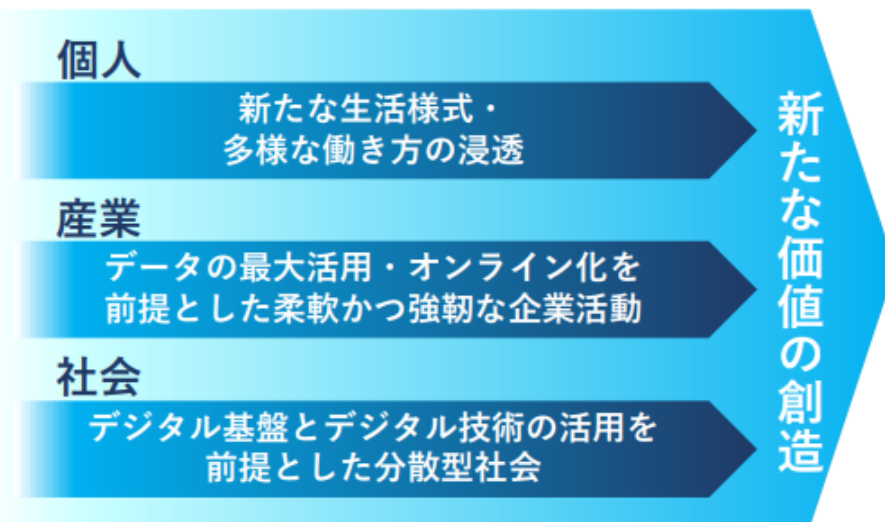 個人
新たな生活様式・
多様な働き方の浸透
産業
データの最大活用・オンライン化を
前提とした柔軟かつ強靭な企業活動
社会
デジタル基盤とデジタル技術の活用を
前提とした分散型社会
新たな価値の創造